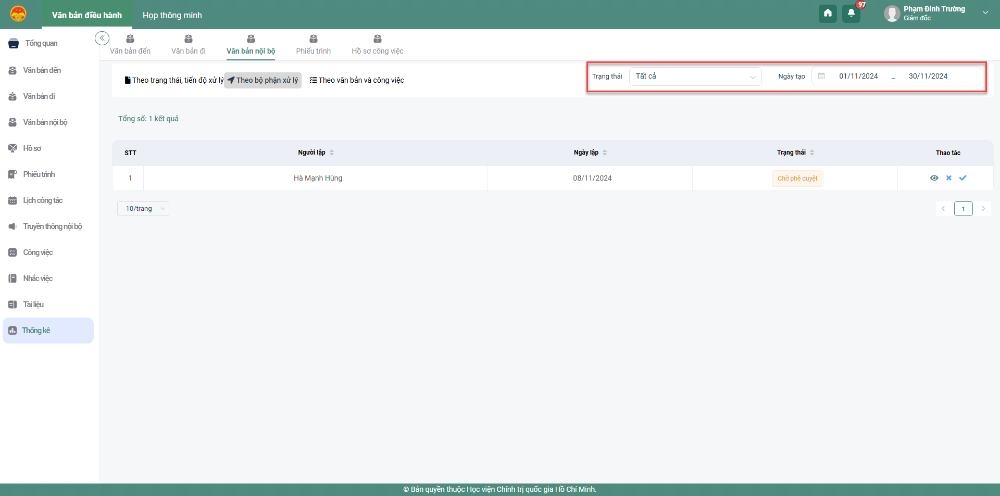 Văn bản điều hành
Họp thông minh
97
Phạm Đình Trường
Giám đốc
Tổng quan
Văn bản đến
Văn bản đi
Văn bản nội bộ
Hồ sơ
Phiếu trình
Lịch công tác
Truyền thông nội bộ
Công việc
Nhắc việc
Tài liệu
Thống kê
Văn bản đến
Văn bản đi
Văn bản nội bộ
Phiếu trình
Hồ sơ công việc
Theo trạng thái, tiến độ xử lý
Theo bộ phận xử lý
Theo văn bản và công việc
Trạng thái
Tất cả
Ngày tạo
01/11/2024 – 30/11/2024
Tổng số: 1 kết quả
STT Người lập Ngày lập Trạng thái Thao tác
1 Hà Mạnh Hùng 08/11/2024 Chờ phê duyệt
10/trang
1
© Bản quyền thuộc Học viện Chính trị quốc gia Hồ Chí Minh.